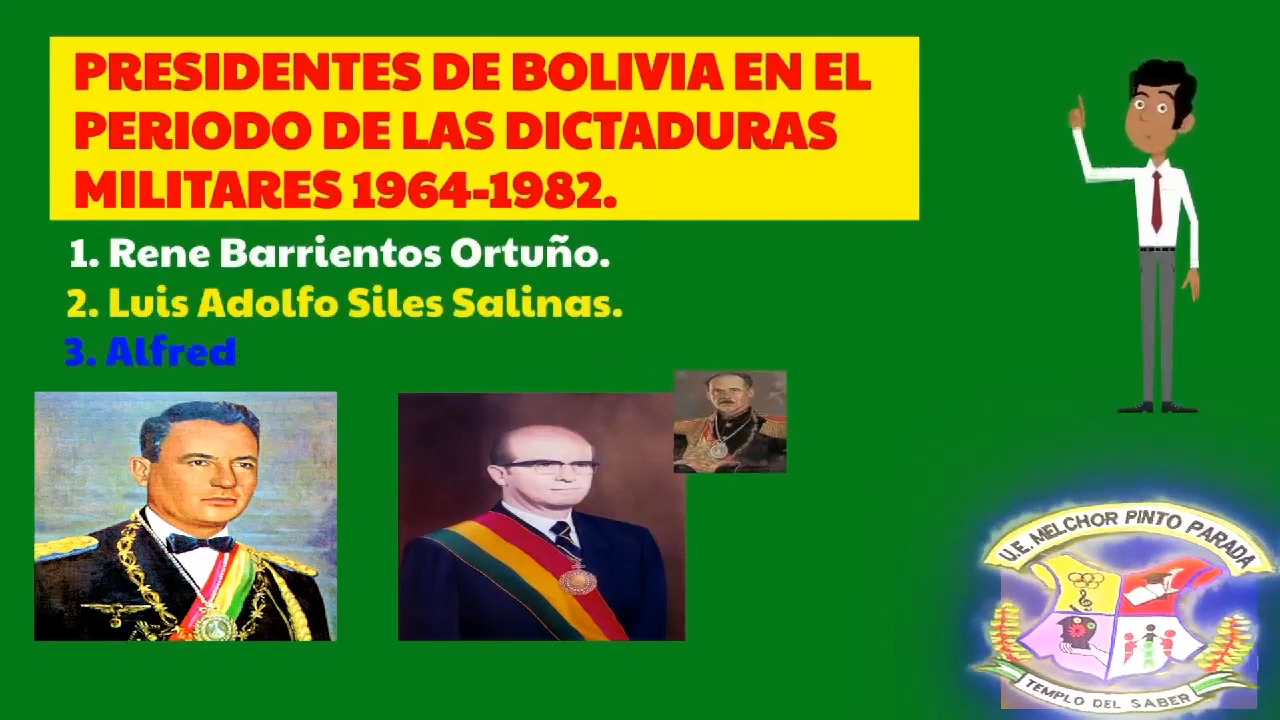 PRESIDENTES DE BOLIVIA EN EL
PERIODO DE LAS DICTADURAS
MILITARES 1964-1982.
1. Rene Barrientos Ortuño.
2. Luis Adolfo Siles Salinas.
3. Alfred
U.E. MELCHOR PINTO PARADA
TEMPLO DEL SABER